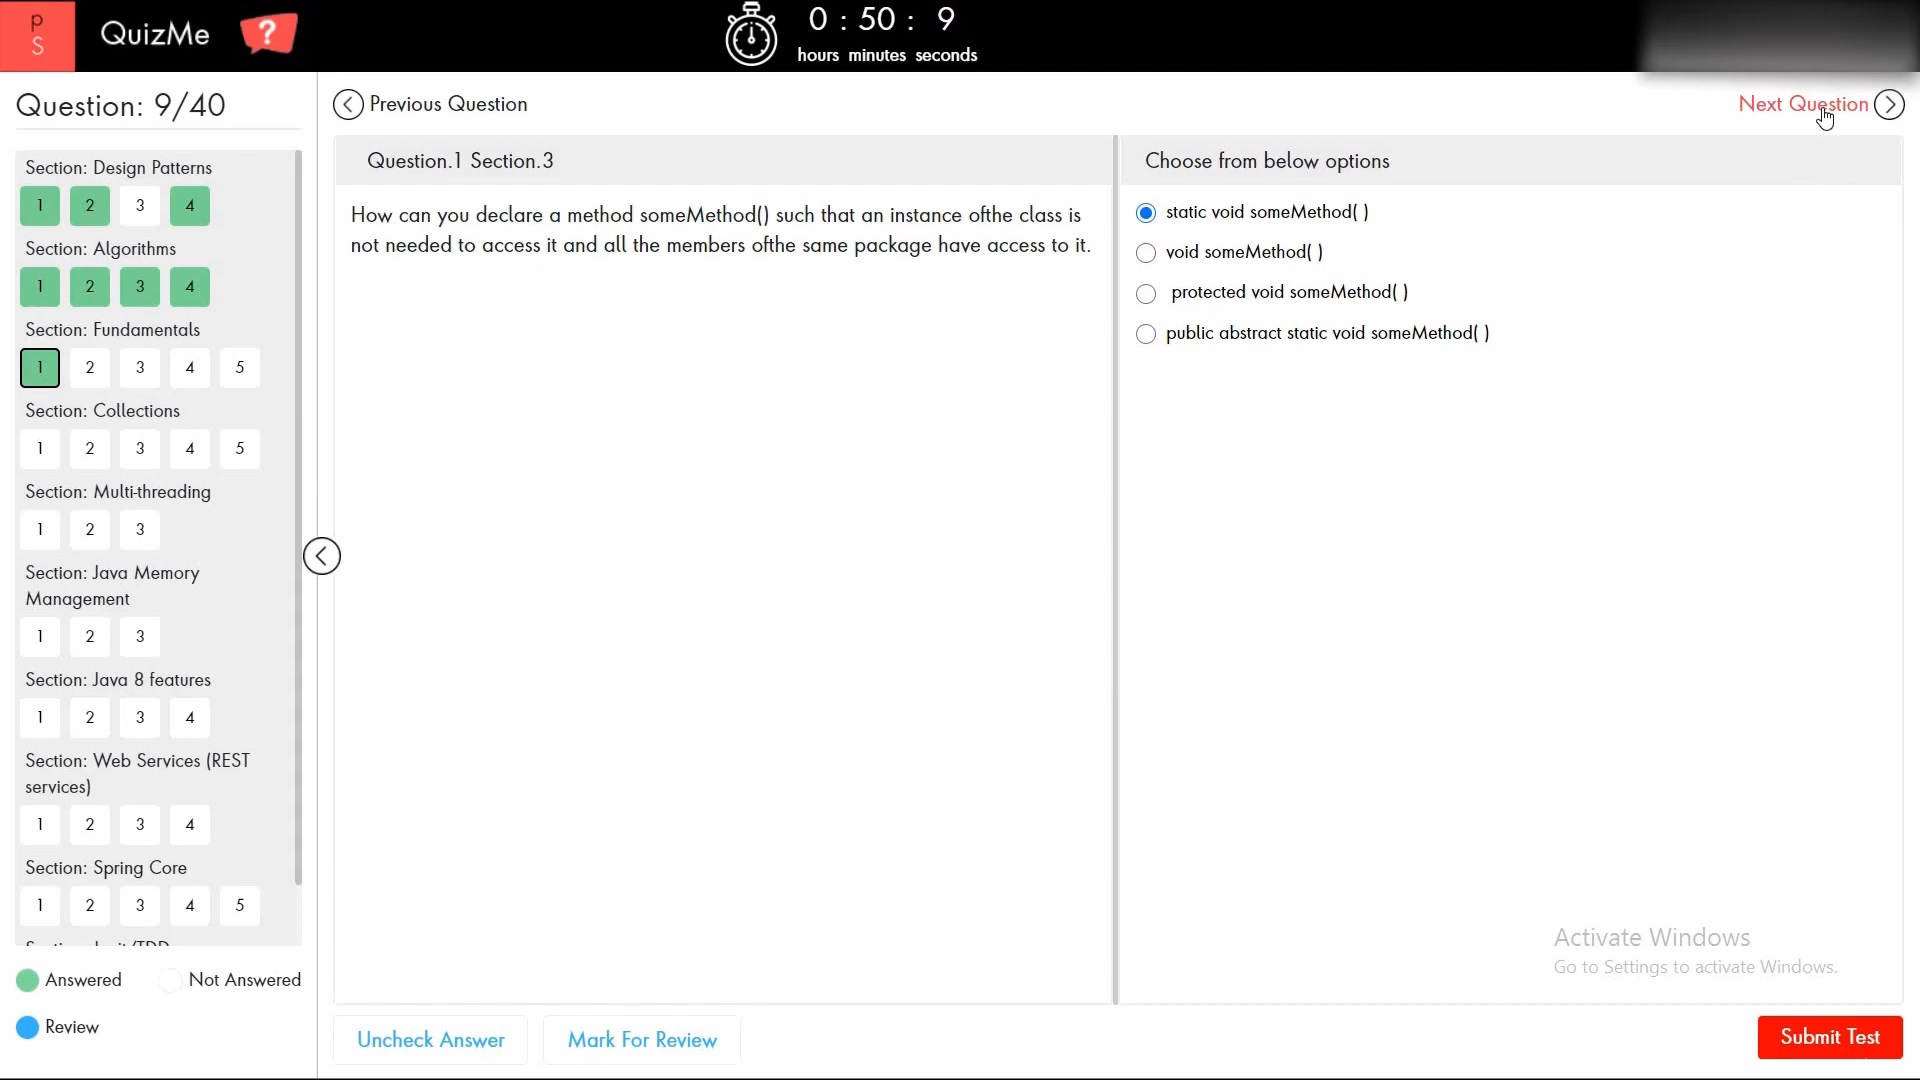 p
S
QuizMe
?
0 : 50 : 9
hours minutes seconds
Question: 9/40
Previous Question
Next Question
Section: Design Patterns
1 2 3 4
Section: Algorithms
1 2 3 4
Section: Fundamentals
1 2 3 4 5
Section: Collections
1 2 3 4 5
Section: Multi-threading
1 2 3
Section: Java Memory
Management
1 2 3
Section: Java 8 features
1 2 3 4
Section: Web Services (REST
services)
1 2 3 4
Section: Spring Core
1 2 3 4 5
Answered
Not Answered
Review
Question.1 Section.3
How can you declare a method someMethod() such that an instance ofthe class is
not needed to access it and all the members ofthe same package have access to it.
Choose from below options
static void someMethod( )
void someMethod( )
protected void someMethod( )
public abstract static void someMethod( )
Activate Windows
Go to Settings to activate Windows.
Uncheck Answer
Mark For Review
Submit Test